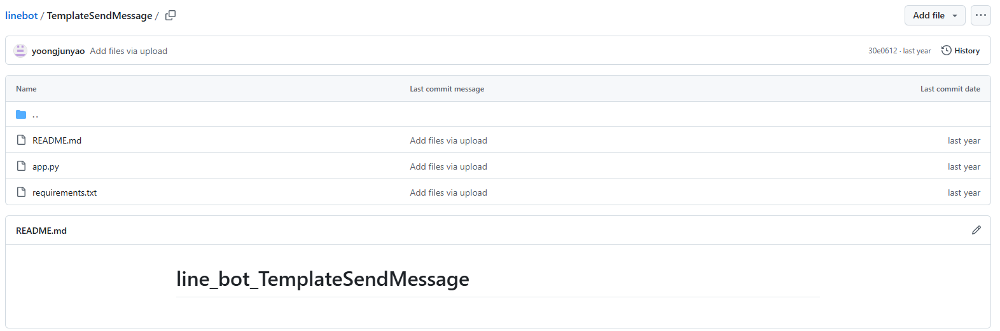 linebot / TemplateSendMessage /
Add file
yoongjunyao Add files via upload
30e0612 · last year
History
Name Last commit message Last commit date
..
README.md Add files via upload last year
app.py Add files via upload last year
requirements.txt Add files via upload last year
README.md
line_bot_TemplateSendMessage